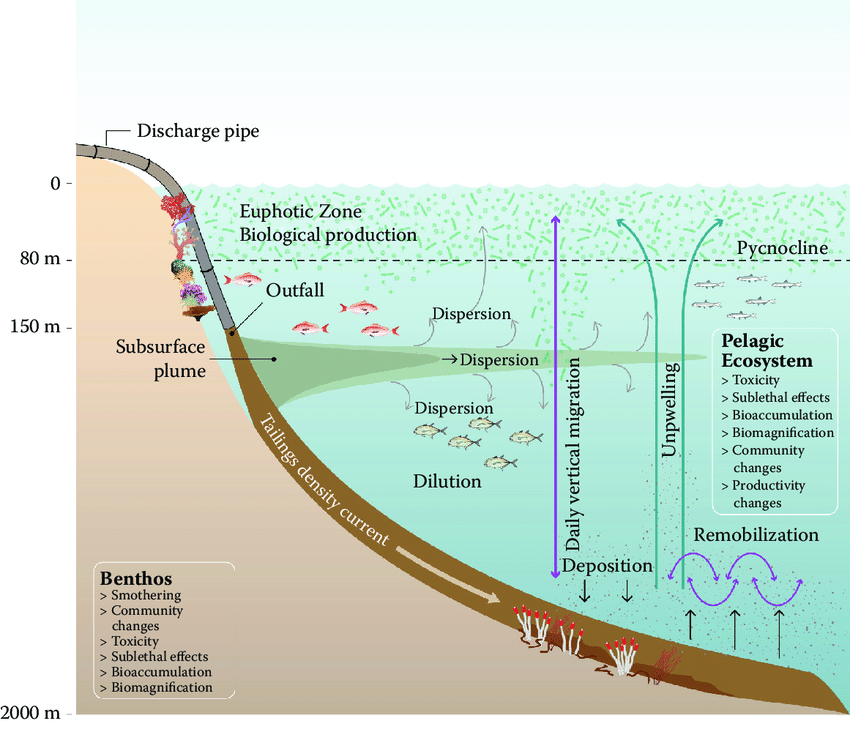 Discharge pipe
0
Euphotic Zone
Biological production
Pycnocline
80 m
Outfall
150 m
Dispersion
Subsurface
plume
Dispersion
Pelagic
Ecosystem
> Toxicity
> Sublethal effects
> Bioaccumulation
> Biomagnification
> Community
changes
> Productivity
changes
Dispersion
Unpwelling
Daily vertical migration
Tailings density current
Dilution
Remobilization
Deposition
Benthos
> Smothering
> Community
changes
> Toxicity
> Sublethal effects
> Bioaccumulation
> Biomagnification
2000 m